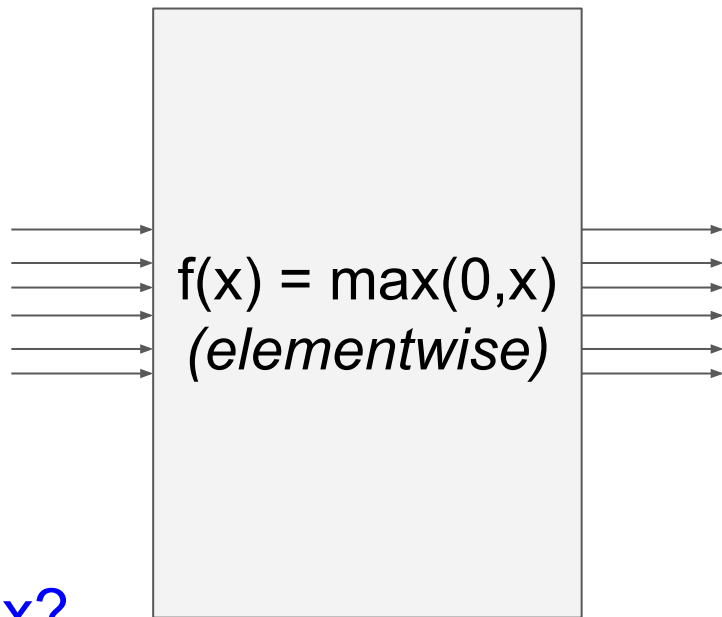 f(x) = max(0,x)
(elementwise)
x?